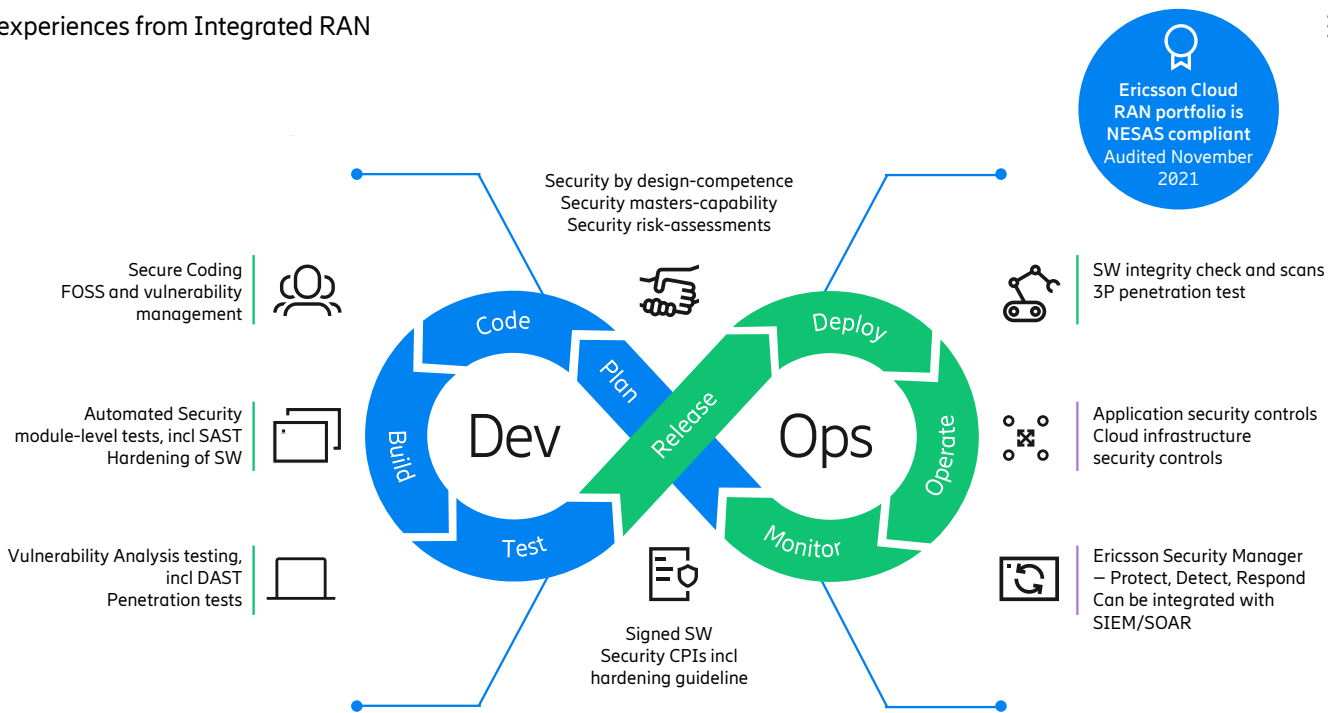 experiences from Integrated RAN
Ericsson Cloud
RAN portfolio is
NESAS compliant
Audited November
2021
Security by design-competence
Security masters-capability
Security risk-assessments
Secure Coding
FOSS and vulnerability
management
Automated Security
module-level tests, incl SAST
Hardening of SW
Vulnerability Analysis testing,
incl DAST
Penetration tests
Code
Plan
Build
Test
Dev
Release
Ops
Deploy
Operate
Monitor
SW integrity check and scans
3P penetration test
Application security controls
Cloud infrastructure
security controls
Ericsson Security Manager
– Protect, Detect, Respond
Can be integrated with
SIEM/SOAR
Signed SW
Security CPIs incl
hardening guideline